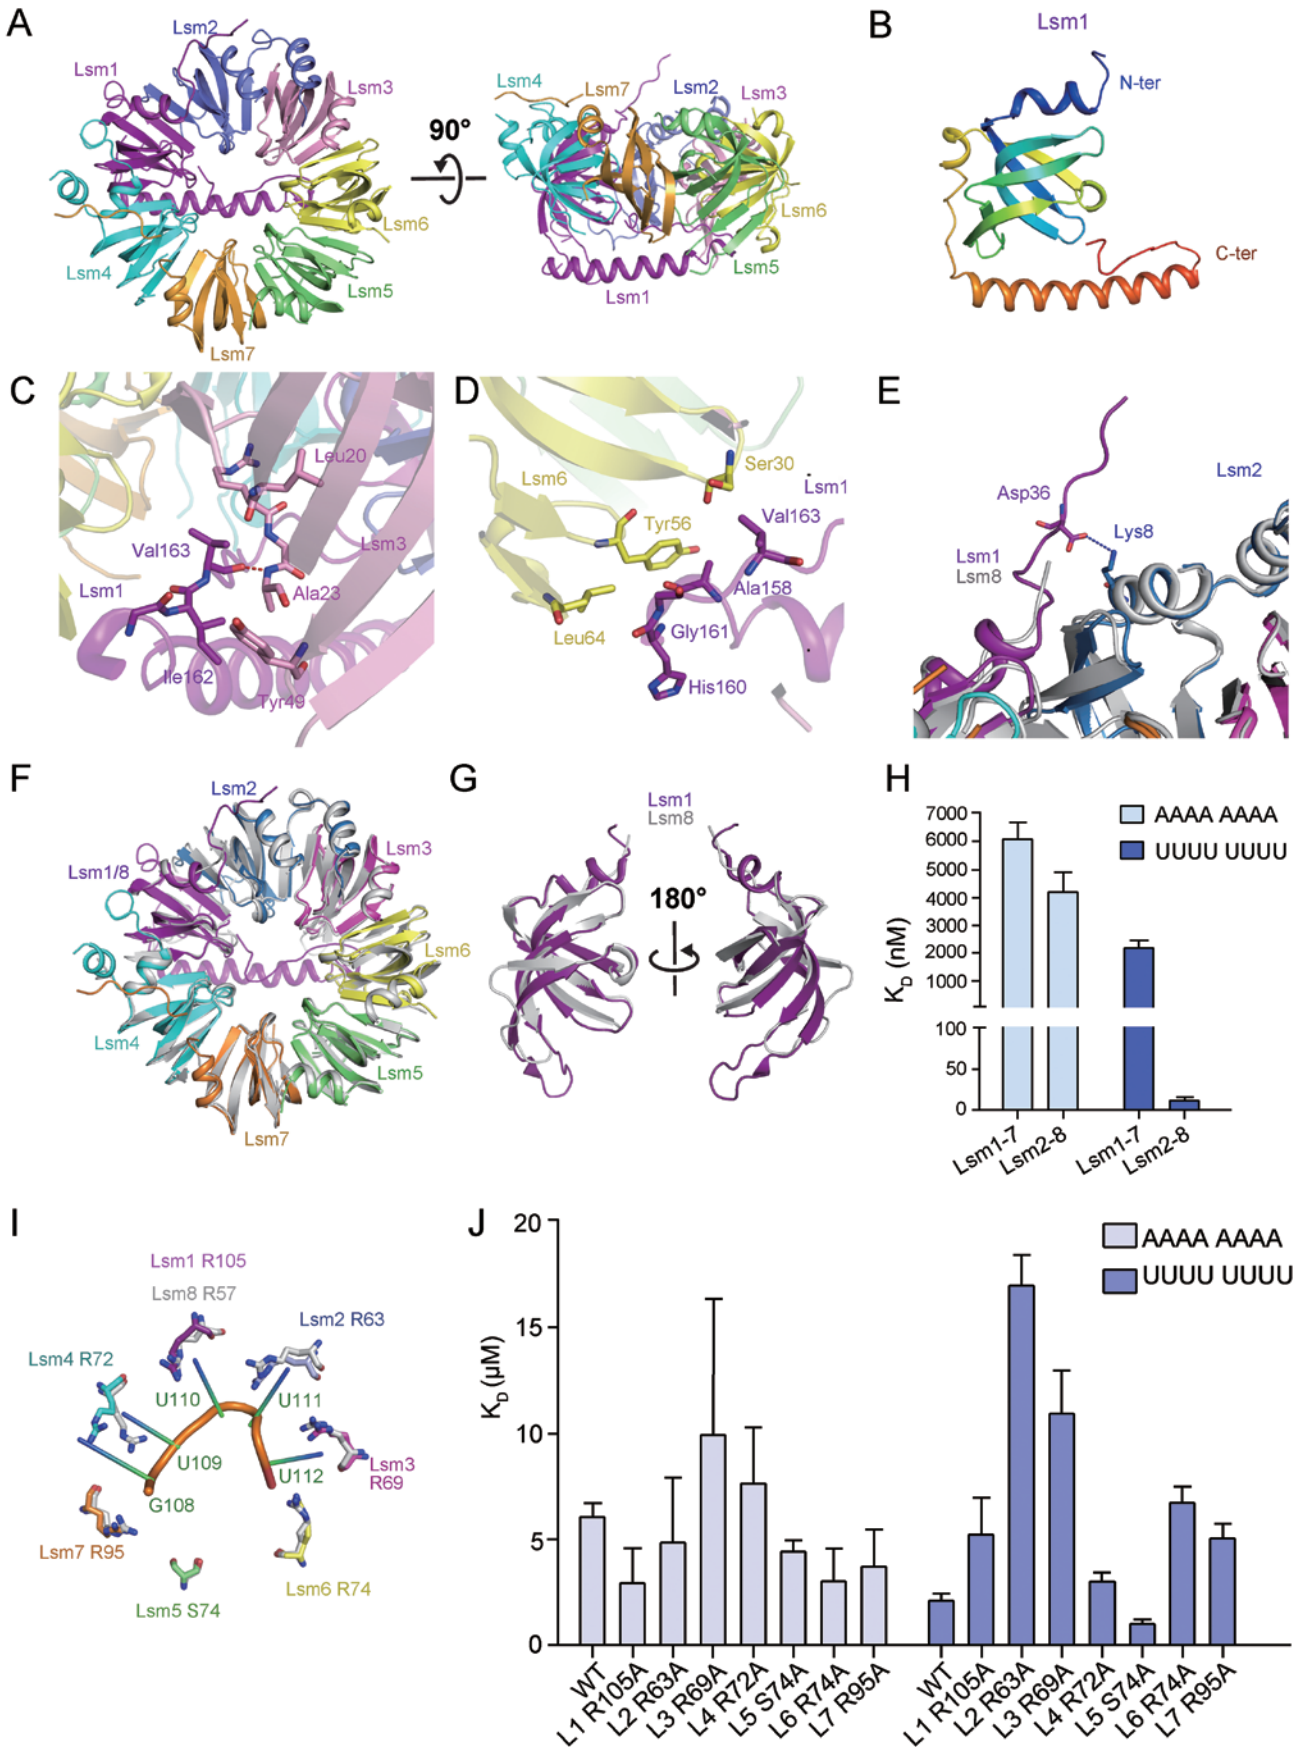 A
Lsm2
Lsm1
Lsm3
Lsm6
Lsm4
Lsm5
Lsm7
90°
Lsm4
Lsm7
Lsm2
Lsm3
Lsm6
Lsm5
Lsm1
B
Lsm1
N-ter
C-ter
C
Leu20
Val163
Lsm3
Lsm1
Ala23
Ile162
Tyr49
D
Ser30
Lsm6
Lsm1
Tyr56
Val163
Ala158
Leu64
Gly161
His160
E
Lsm2
Asp36
Lys8
Lsm1
Lsm8
F
Lsm2
Lsm3
Lsm1/8
Lsm6
Lsm4
Lsm5
Lsm7
G
Lsm1
Lsm8
180°
H
7000
6000
5000
4000
3000
2000
1000
100
50
0
KD (nM)
AAAA AAAA
UUUU UUUU
Lsm1-7
Lsm2-8
Lsm1-7
Lsm2-8
I
Lsm1 R105
Lsm8 R57
Lsm2 R63
Lsm4 R72
U110
U111
U109
U112
Lsm3
R69
G108
Lsm7 R95
Lsm6 R74
Lsm5 S74
J
20
15
10
5
0
KD (µM)
AAAA AAAA
UUUU UUUU
WT
L1 R105A
L2 R63A
L3 R69A
L4 R72A
L5 S74A
L6 R74A
L7 R95A
WT
L1 R105A
L2 R63A
L3 R69A
L4 R72A
L5 S74A
L6 R74A
L7 R95A